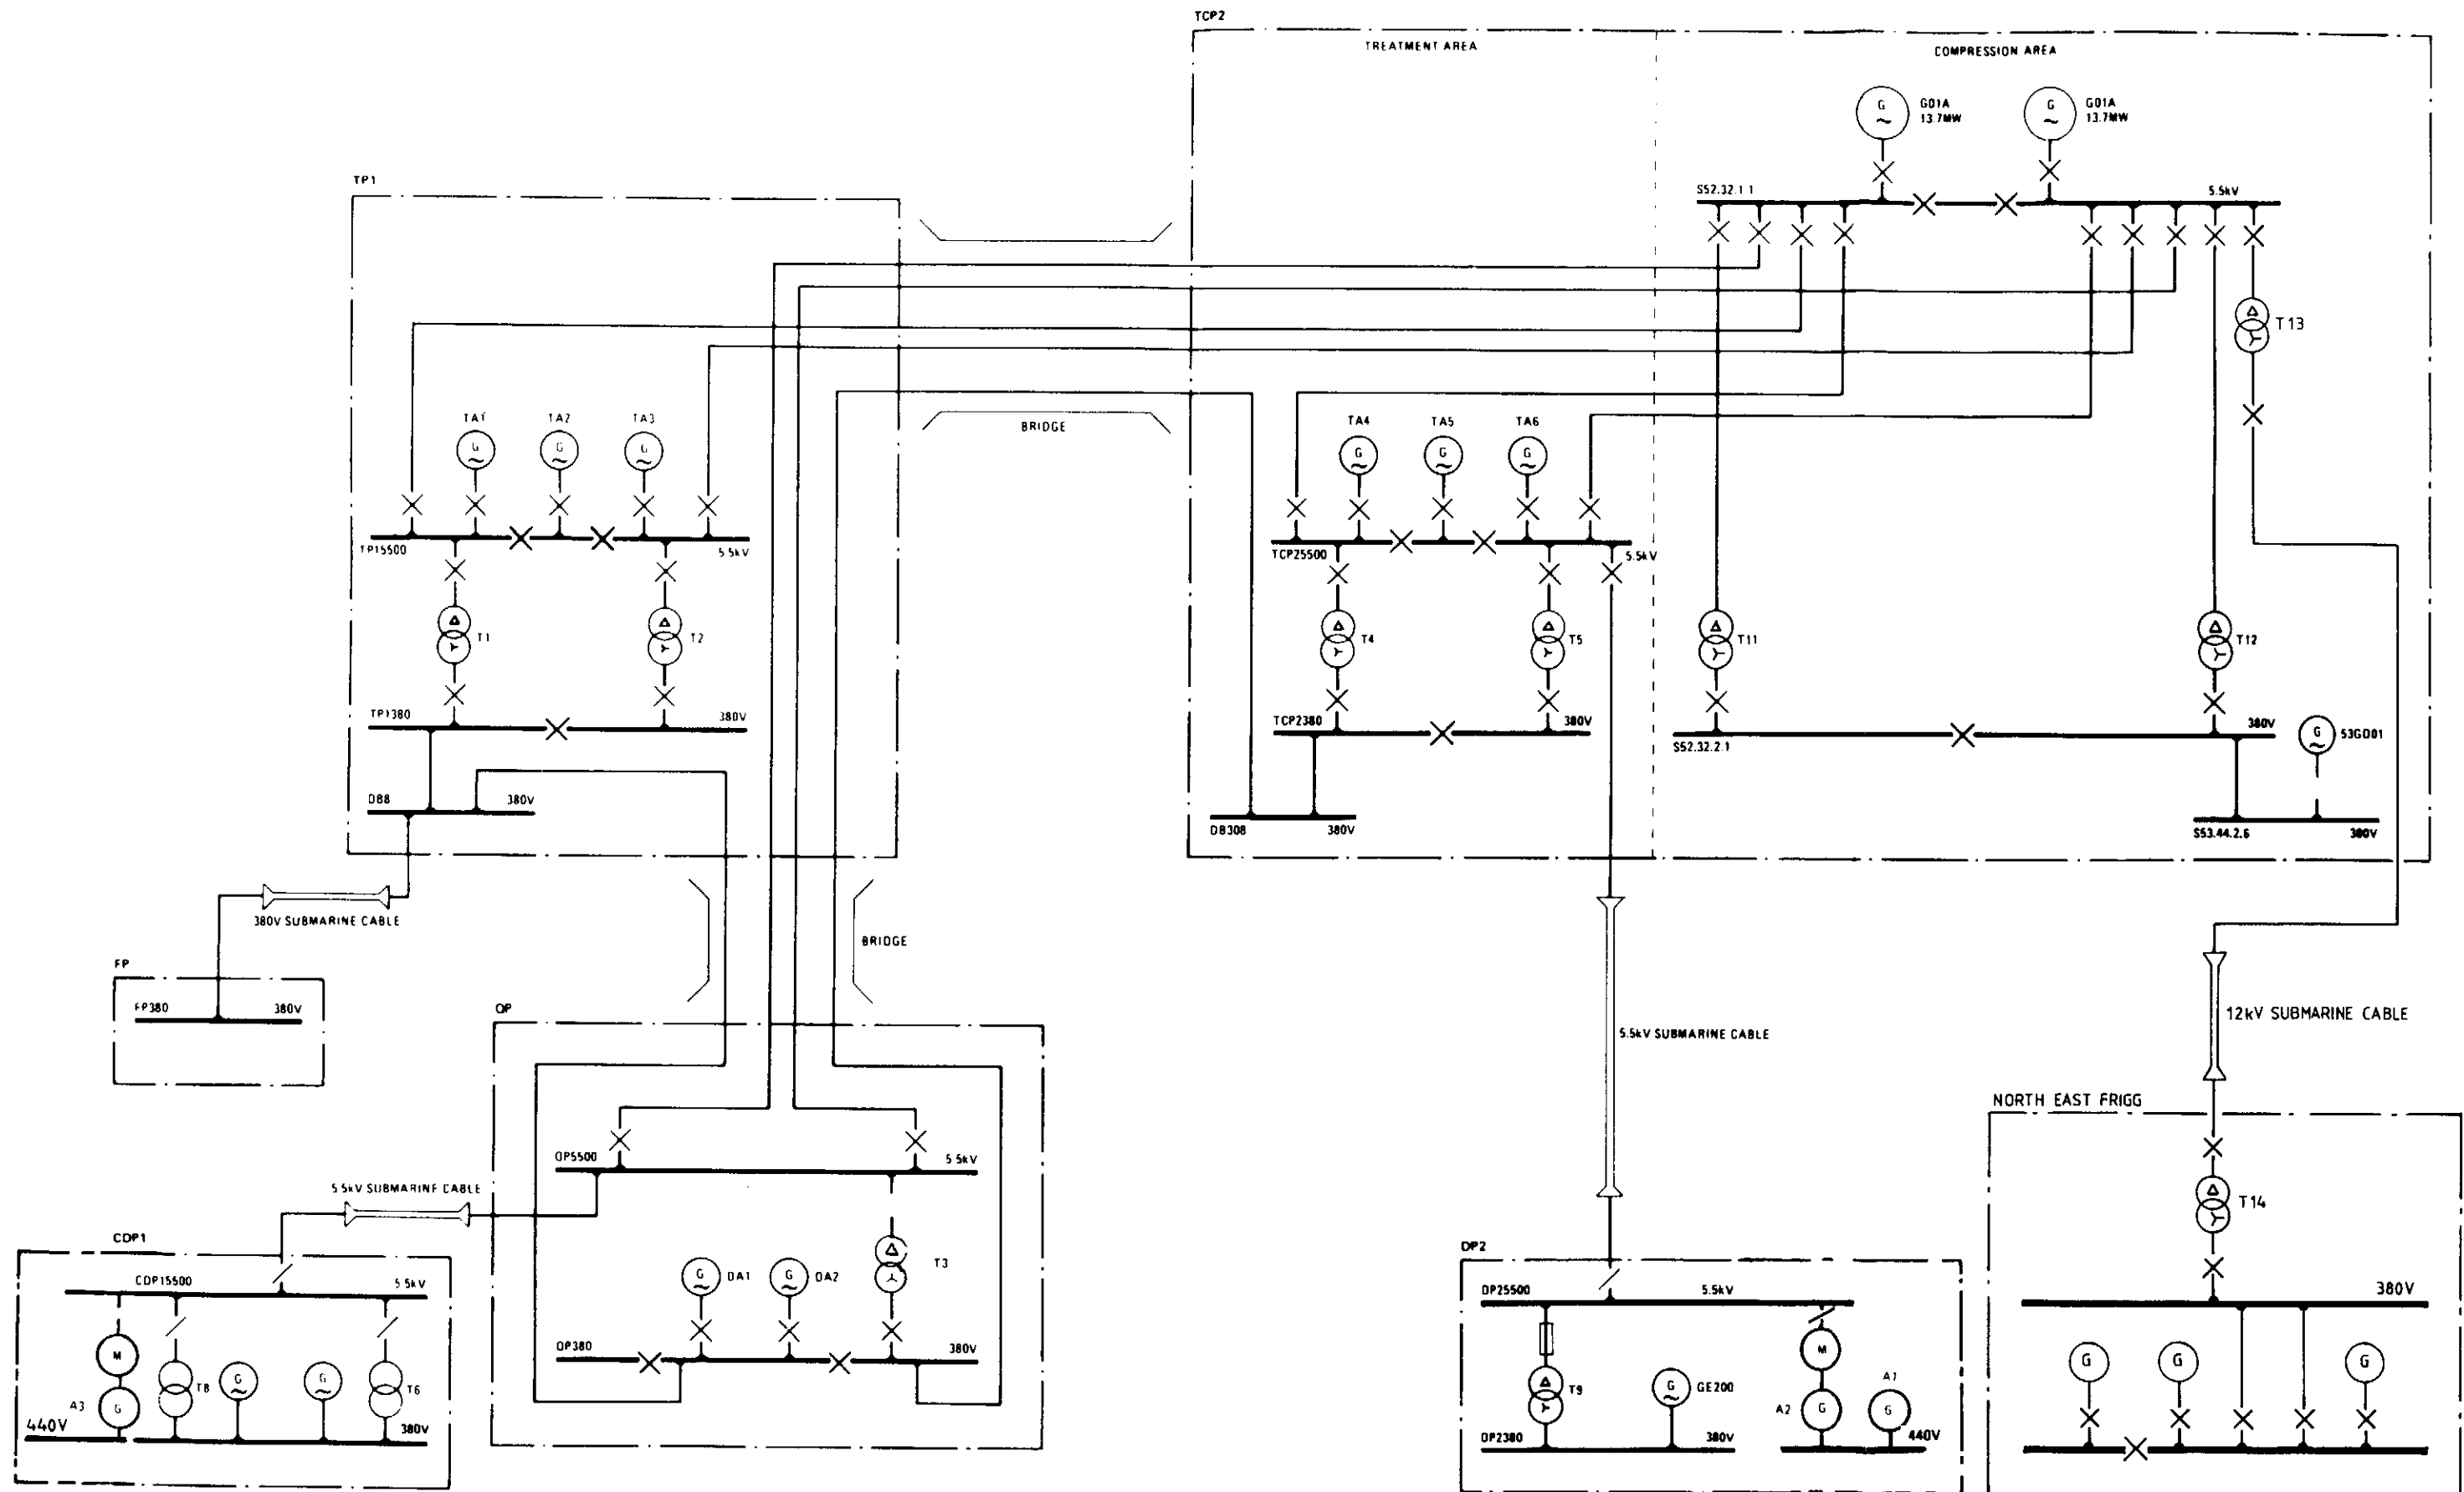 TCP2
TREATMENT AREA
COMPRESSION AREA
G
G01A
13.7MW
G
G01A
13.7MW
S52.32.1.1
5.5kV
T13
TP1
BRIDGE
TA1
TA2
TA3
G
G
G
TP15500
5.5kV
T1
T2
TP1380
380V
DB8
380V
TA4
TA5
TA6
G
G
G
TCP25500
5.5kV
T4
T5
TCP2380
380V
DB308
380V
T11
T12
S52.32.2.1
380V
G
53GD01
S53.44.2.6
380V
380V SUBMARINE CABLE
FP
FP380
380V
BRIDGE
QP
QP5500
5.5kV
G
DA1
G
DA2
T3
QP380
380V
5.5kV SUBMARINE CABLE
CDP1
CDP15500
5.5kV
M
A3
G
T8
G
G
T6
440V
380V
5.5kV SUBMARINE CABLE
DP2
DP25500
5.5kV
T9
G
GE200
M
A2
G
A1
G
DP2380
380V
440V
12kV SUBMARINE CABLE
NORTH EAST FRIGG
T14
380V
G
G
G